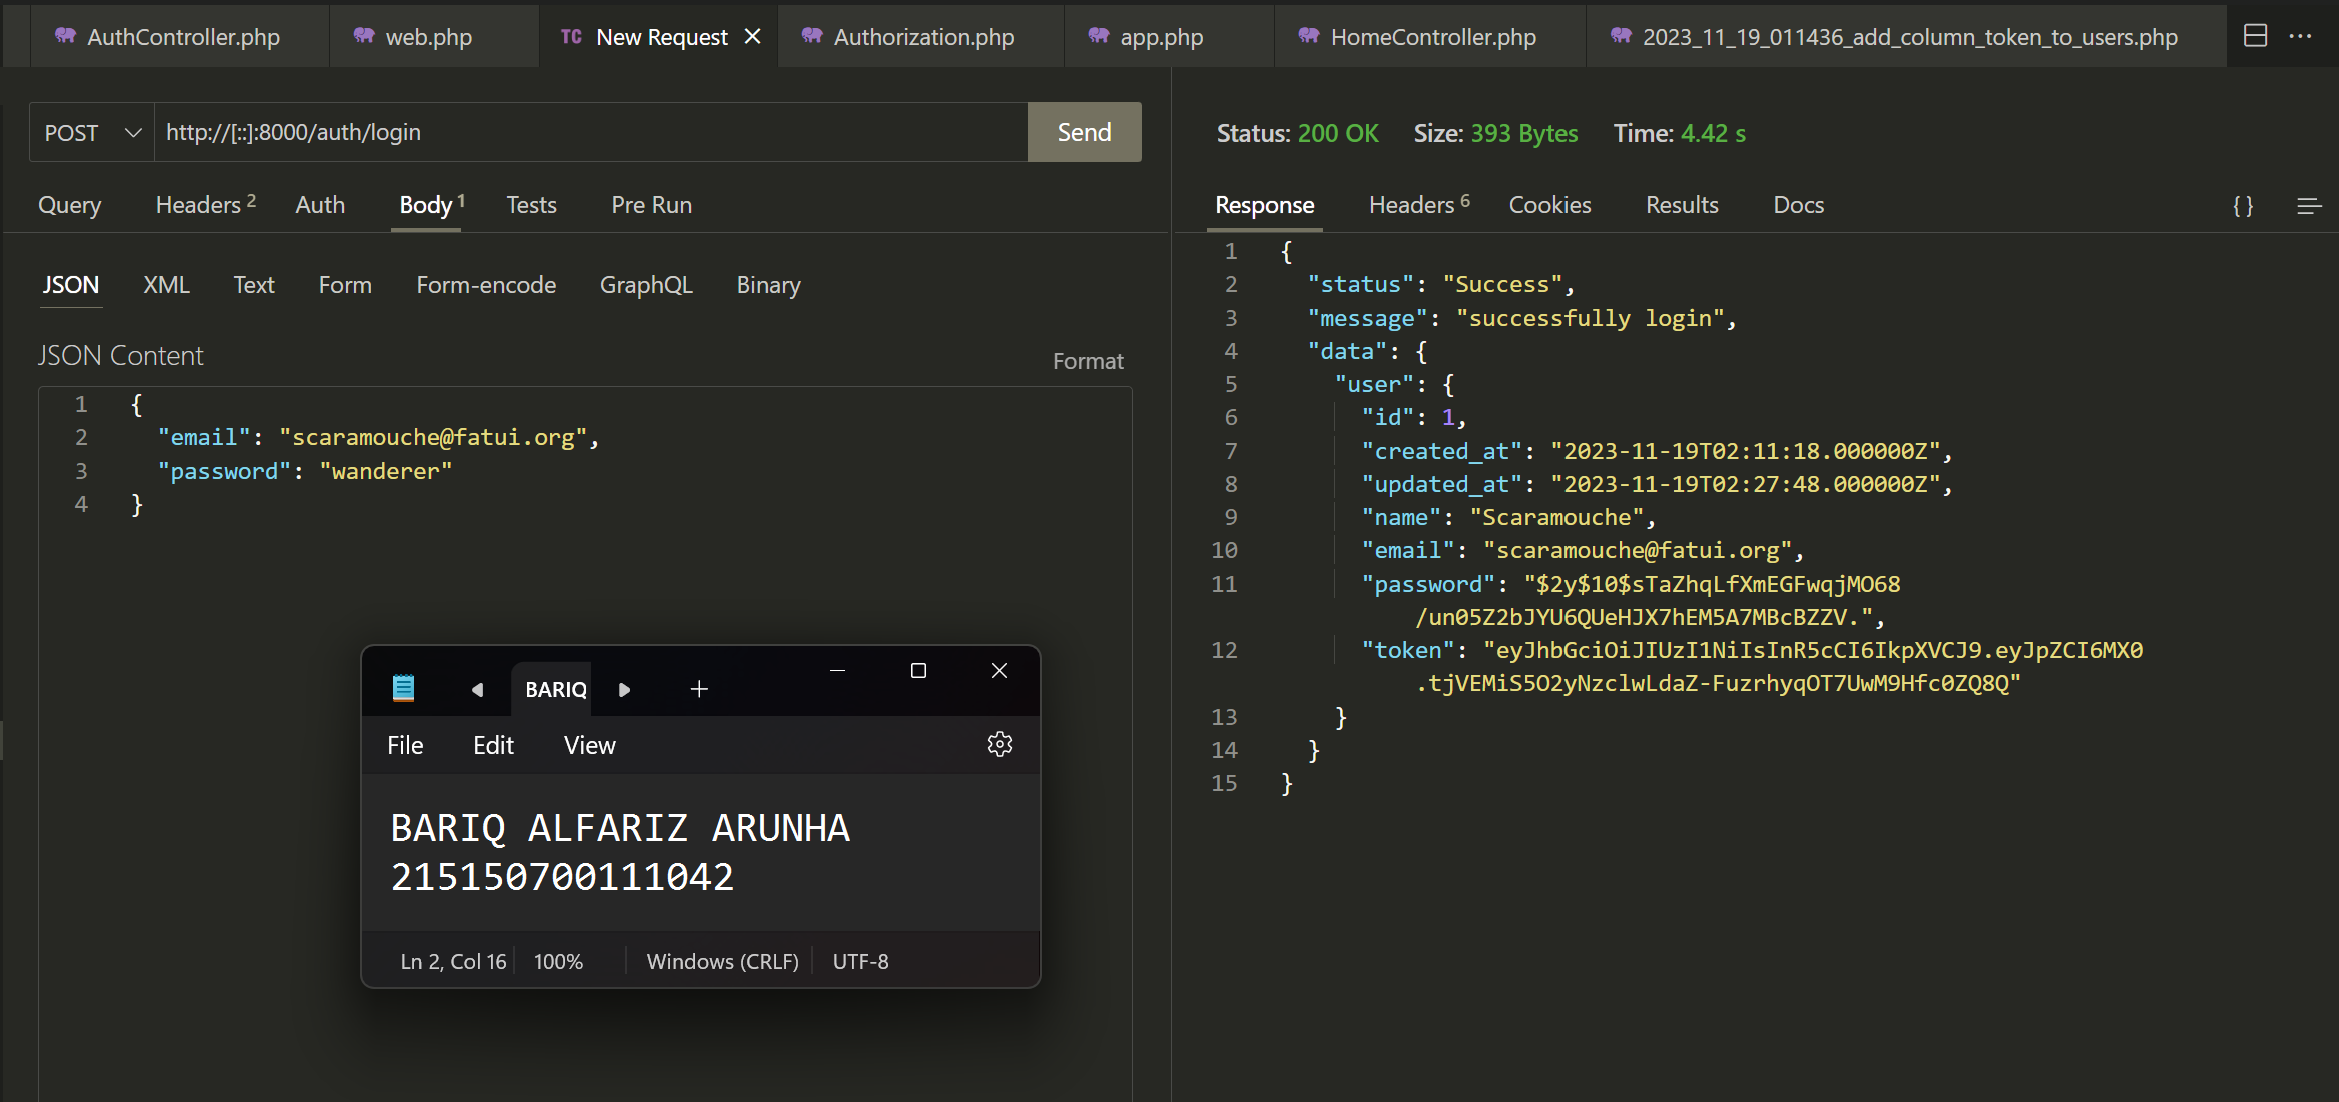 AuthController.php
web.php
TC New Request
Authorization.php
app.php
HomeController.php
2023_11_19_011436_add_column_token_to_users.php
POST
http://[::]:8000/auth/login
Send
Query
Headers 2
Auth
Body 1
Tests
Pre Run
JSON
XML
Text
Form
Form-encode
GraphQL
Binary
JSON Content
Format
1 {
2 "email": "scaramouche@fatui.org",
3 "password": "wanderer"
4 }
BARIQ
File
Edit
View
BARIQ ALFARIZ ARUNHA
215150700111042
Ln 2, Col 16
100%
Windows (CRLF)
UTF-8
Status: 200 OK
Size: 393 Bytes
Time: 4.42 s
Response
Headers 6
Cookies
Results
Docs
{ }
1 {
2 "status": "Success",
3 "message": "successfully login",
4 "data": {
5 "user": {
6 "id": 1,
7 "created_at": "2023-11-19T02:11:18.000000Z",
8 "updated_at": "2023-11-19T02:27:48.000000Z",
9 "name": "Scaramouche",
10 "email": "scaramouche@fatui.org",
11 "password": "$2y$10$sTaZhqLfXmEGFwqjMO68
/un05Z2bJYU6QUeHJX7hEM5A7MBcBZZV.",
12 "token": "eyJhbGciOiJIUzI1NiIsInR5cCI6IkpXVCJ9.eyJpZCI6MX0
.tjVEMiS5O2yNzclwLdaZ-FuzrhyqOT7UwM9Hfc0ZQ8Q"
13 }
14 }
15 }